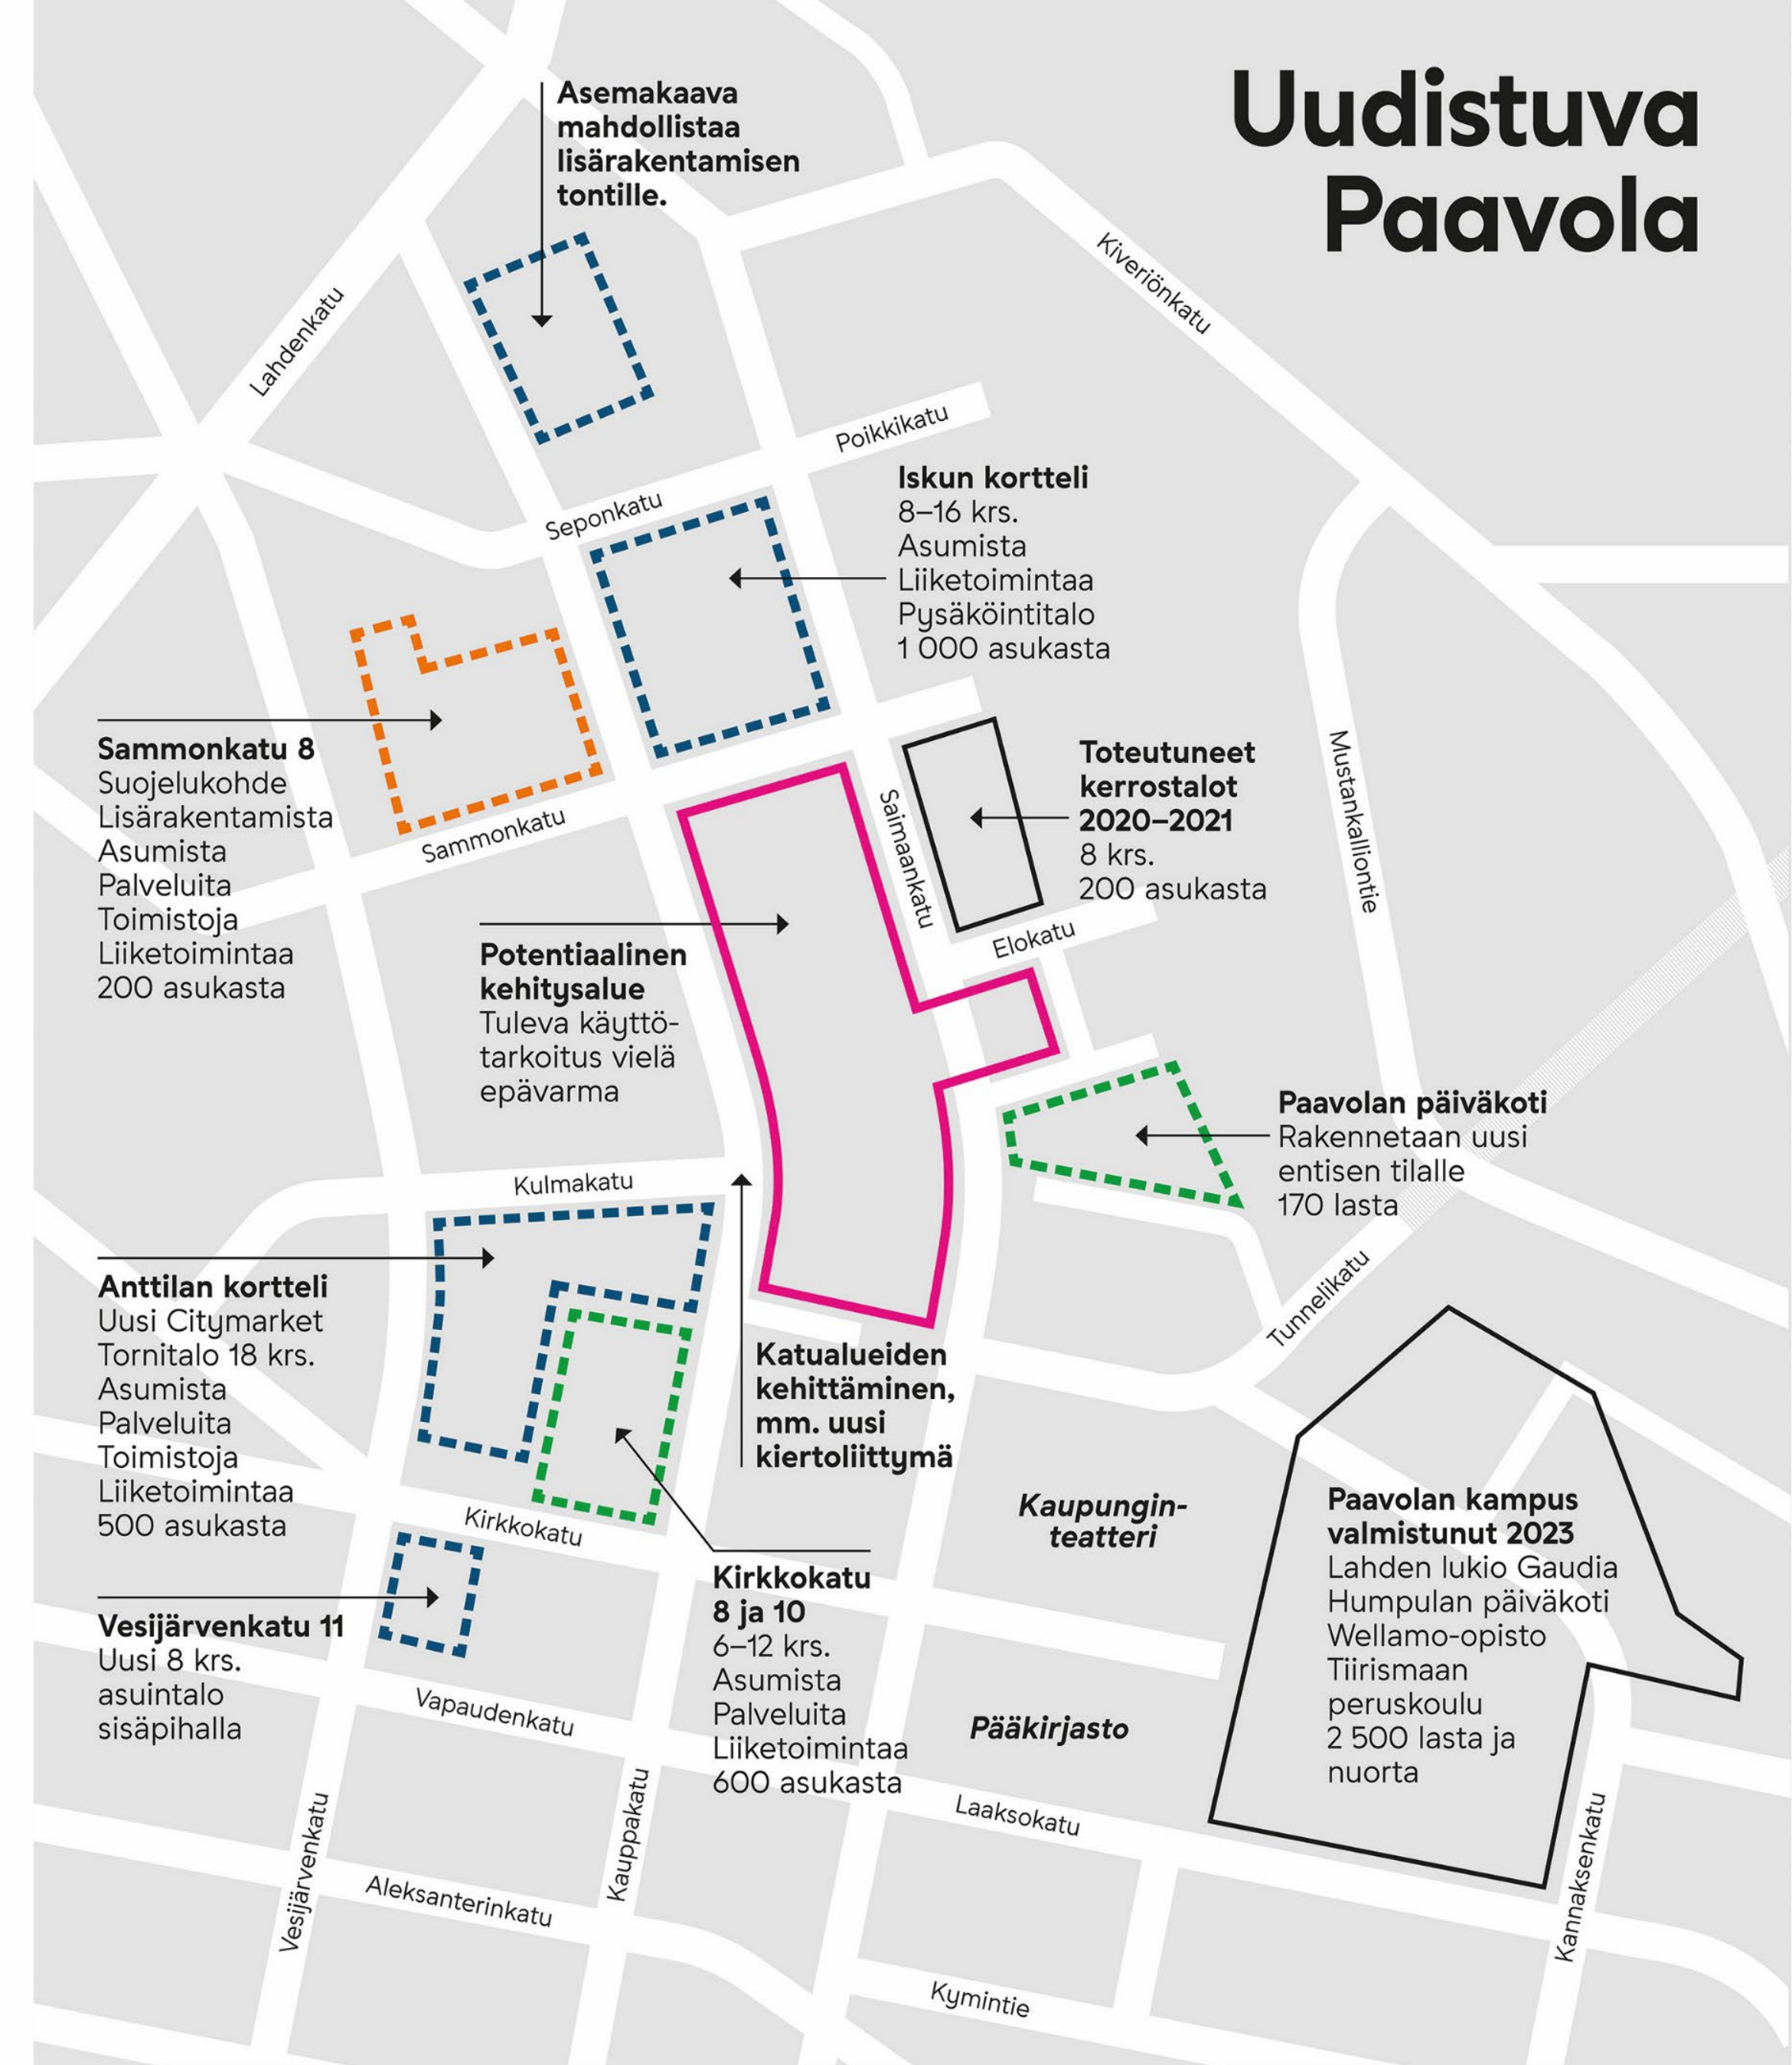 Uudistuva
Paavola
Asemakaava
mahdollistaa
lisärakentamisen
tontille.
Kiveriönkatu
Lahdenkatu
Poikkikatu
Seponkatu
Iskun kortteli
8–16 krs.
Asumista
Liiketoimintaa
Pysäköintitalo
1 000 asukasta
Sammonkatu 8
Suojelukohde
Lisärakentamista
Asumista
Palveluita
Toimistoja
Liiketoimintaa
200 asukasta
Sammonkatu
Saimaankatu
Toteutuneet
kerrostalot
2020–2021
8 krs.
200 asukasta
Mustankalliontie
Elokatu
Potentiaalinen
kehitysalue
Tuleva käyttö-
tarkoitus vielä
epävarma
Paavolan päiväkoti
Rakennetaan uusi
entisen tilalle
170 lasta
Kulmakatu
Tunnelikatu
Anttilan kortteli
Uusi Citymarket
Tornitalo 18 krs.
Asumista
Palveluita
Toimistoja
Liiketoimintaa
500 asukasta
Katualueiden
kehittäminen,
mm. uusi
kiertoliittymä
Kirkkokatu
Kaupungin-
teatteri
Paavolan kampus
valmistunut 2023
Lahden lukio Gaudia
Humpulan päiväkoti
Wellamo-opisto
Tiirismaan
peruskoulu
2 500 lasta ja
nuorta
Vesijärvenkatu 11
Uusi 8 krs.
asuintalo
sisäpihalla
Kirkkokatu
8 ja 10
6–12 krs.
Asumista
Palveluita
Liiketoimintaa
600 asukasta
Pääkirjasto
Vapaudenkatu
Laaksokatu
Vesijärvenkatu
Kauppakatu
Kannaksenkatu
Aleksanterinkatu
Kymintie